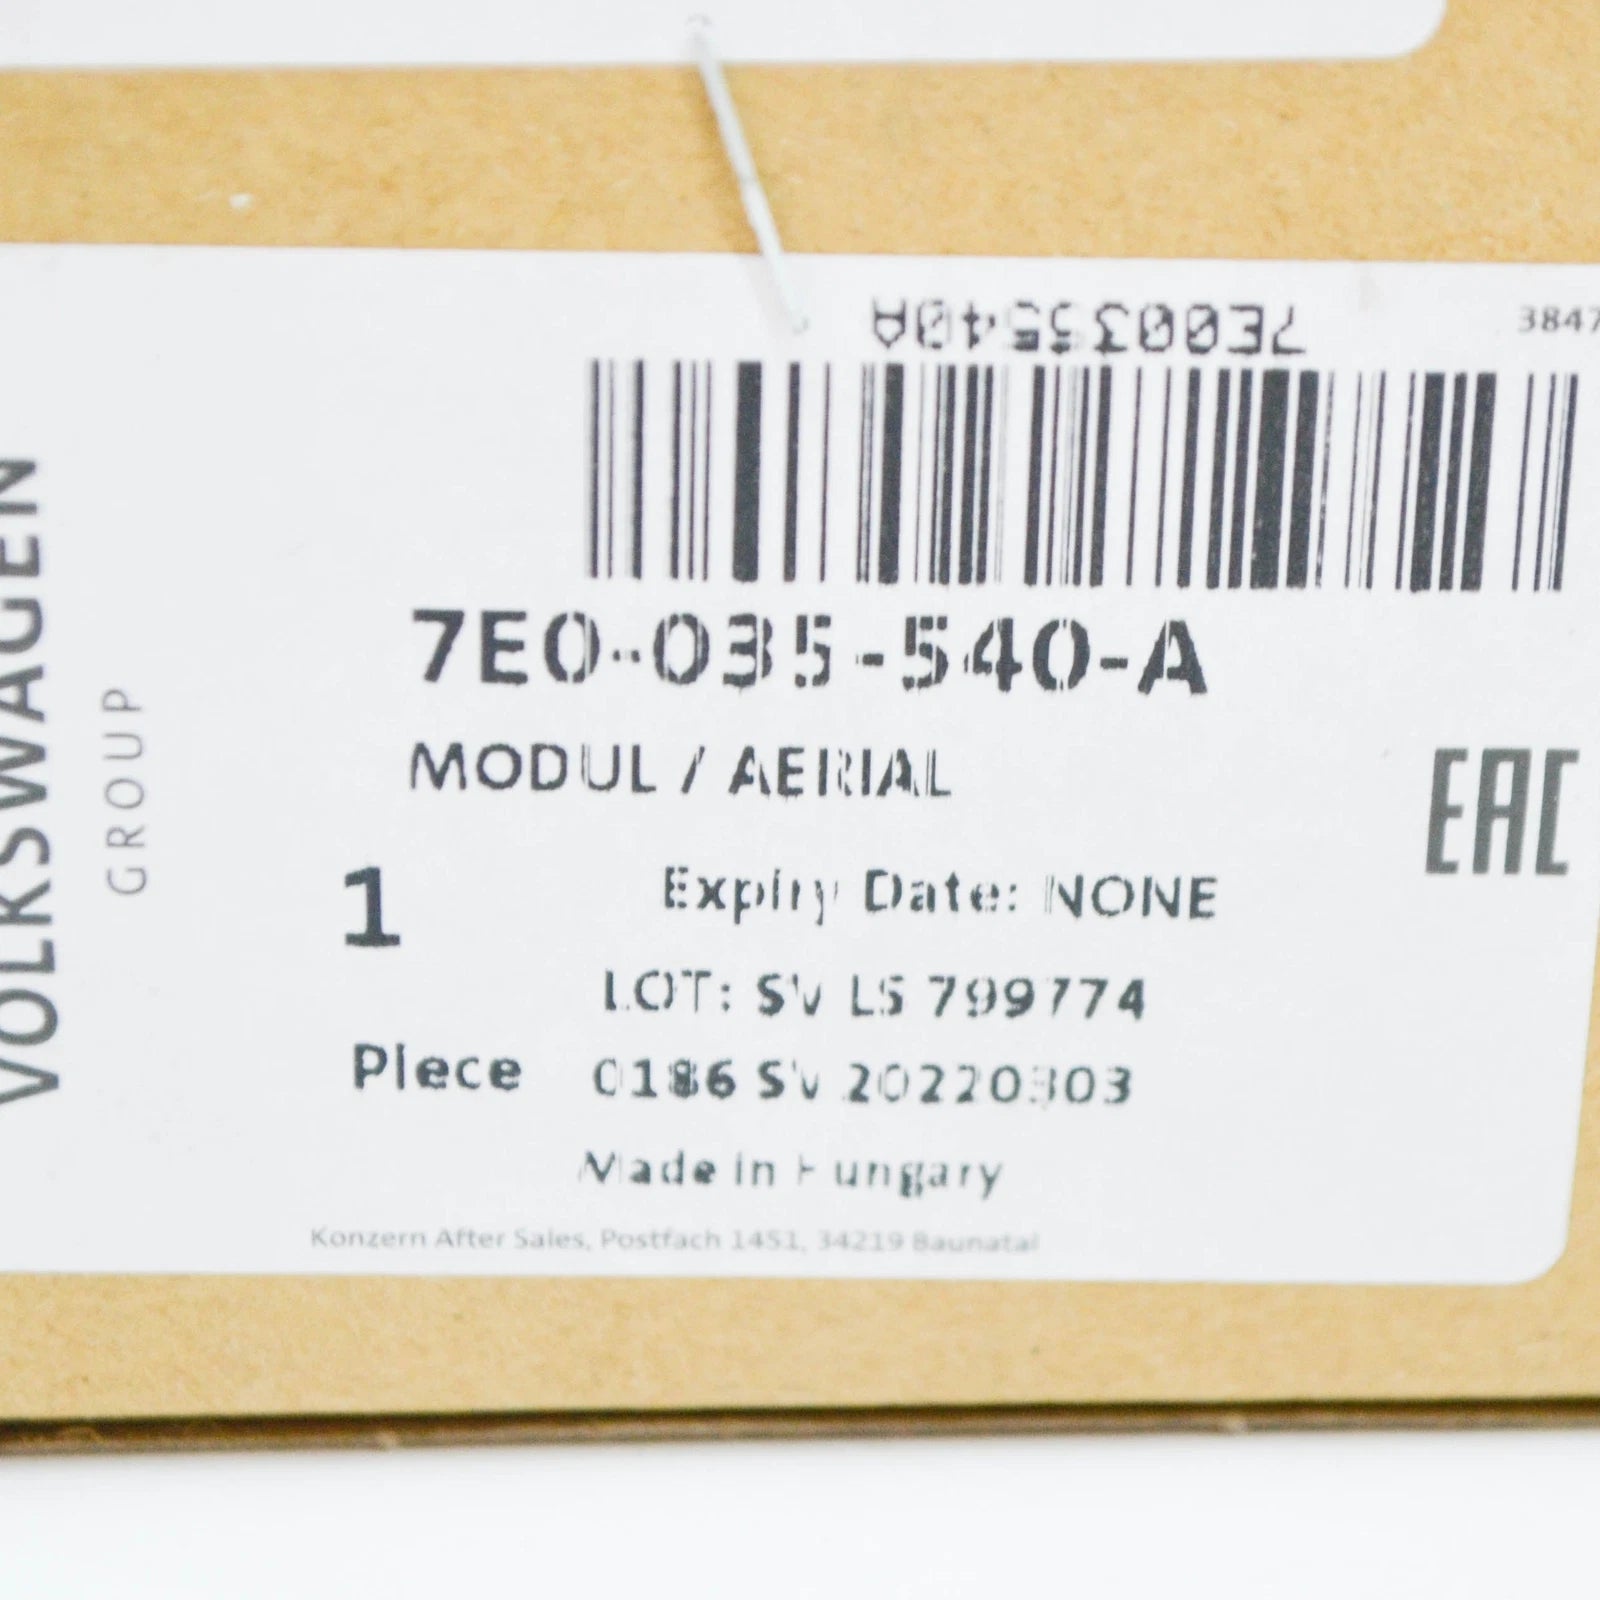 7E0035540A
3847
7E0-035-540-A
MODUL / AERIAL
EAC
1
Expiry Date: NONE
LOT: SV LS 799774
Piece
0186 SV 20220303
Made in Hungary
Konzern After Sales, Postfach 1451, 34219 Baunatal
VOLKSWAGEN
GROUP